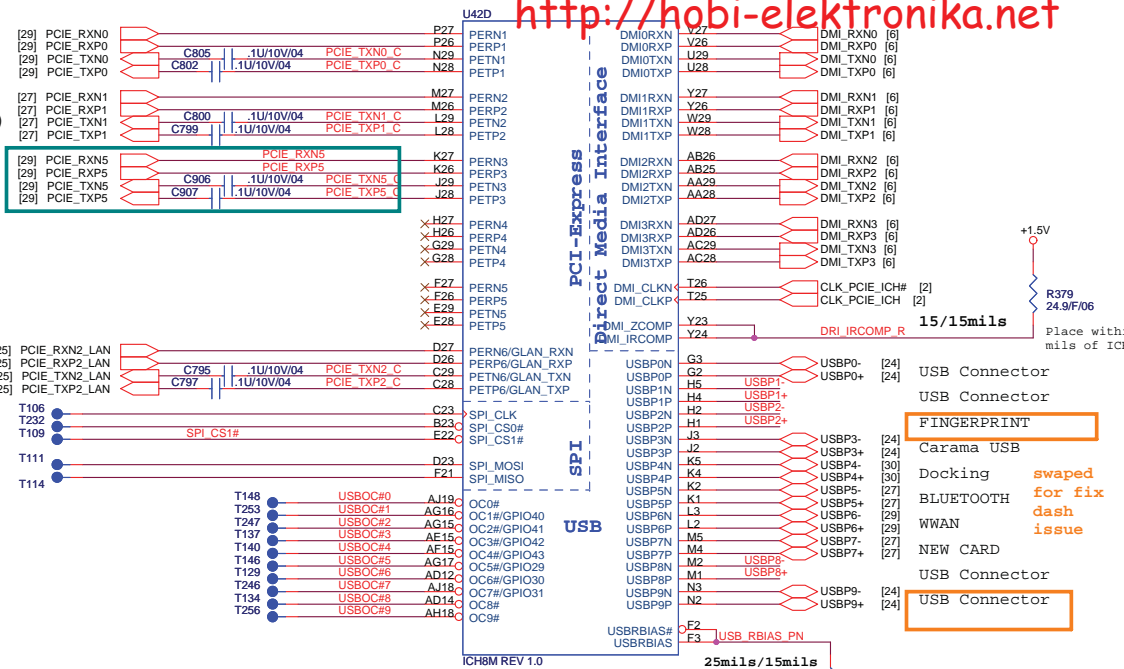 http://hobi-elektronika.net
U42D
[29] PCIE_RXN0 P27 PERN1 DMI0RXN V27 DMI_RXN0 [6]
[29] PCIE_RXP0 P26 PERP1 DMI0RXP V26 DMI_RXP0 [6]
[29] PCIE_TXN0 C805 .1U/10V/04 PCIE_TXN0_C N29 PETN1 DMI0TXN U29 DMI_TXN0 [6]
[29] PCIE_TXP0 C802 .1U/10V/04 PCIE_TXP0_C N28 PETP1 DMI0TXP U28 DMI_TXP0 [6]
[27] PCIE_RXN1 M27 PERN2 DMI1RXN Y27 DMI_RXN1 [6]
[27] PCIE_RXP1 M26 PERP2 DMI1RXP Y26 DMI_RXP1 [6]
[27] PCIE_TXN1 C800 .1U/10V/04 PCIE_TXN1_C L29 PETN2 DMI1TXN W29 DMI_TXN1 [6]
[27] PCIE_TXP1 C799 .1U/10V/04 PCIE_TXP1_C L28 PETP2 DMI1TXP W28 DMI_TXP1 [6]
[29] PCIE_RXN5 PCIE_RXN5 K27 PERN3 DMI2RXN AB26 DMI_RXN2 [6]
[29] PCIE_RXP5 PCIE_RXP5 K26 PERP3 DMI2RXP AB25 DMI_RXP2 [6]
[29] PCIE_TXN5 C906 .1U/10V/04 PCIE_TXN5_C J29 PETN3 DMI2TXN AA29 DMI_TXN2 [6]
[29] PCIE_TXP5 C907 .1U/10V/04 PCIE_TXP5_C J28 PETP3 DMI2TXP AA28 DMI_TXP2 [6]
H27 PERN4 DMI3RXN AD27 DMI_RXN3 [6]
H26 PERP4 DMI3RXP AD26 DMI_RXP3 [6]
G29 PETN4 DMI3TXN AC29 DMI_TXN3 [6]
G28 PETP4 DMI3TXP AC28 DMI_TXP3 [6]
PCI-Express
Direct Media Interface
+1.5V
F27 PERN5 DMI_CLKN T26 CLK_PCIE_ICH# [2]
F26 PERP5 DMI_CLKP T25 CLK_PCIE_ICH [2]
R379
24.9/F/06
E29 PETN5
E28 PETP5 DMI_ZCOMP Y23 15/15mils
DMI_IRCOMP Y24 DRI_IRCOMP_R
Place
mils of
PCIE_RXN2_LAN D27 PERN6/GLAN_RXN
PCIE_RXP2_LAN D26 PERP6/GLAN_RXP USBP0N G3 USBP0- [24]
PCIE_TXN2_LAN C795 .1U/10V/04 PCIE_TXN2_C C29 PETN6/GLAN_TXN USBP0P G2 USBP0+ [24] USB Connector
PCIE_TXP2_LAN C797 .1U/10V/04 PCIE_TXP2_C C28 PETP6/GLAN_TXP USBP1N H5 USBP1-
USBP1P H4 USBP1+ USB Connector
T106 C23 SPI_CLK USBP2N H2 USBP2-
T232 B23 SPI_CS0# USBP2P H1 USBP2+ FINGERPRINT
T109 SPI_CS1# E22 SPI_CS1# USBP3N J3 USBP3- [24]
USBP3P J2 USBP3+ [24] Carama USB
T111 D23 SPI_MOSI USBP4N K5 USBP4- [30]
T114 F21 SPI_MISO USBP4P K4 USBP4+ [30] Docking
SPI
swaped
for fix
dash
issue
USBP5N K2 USBP5- [27]
T148 USBOC#0 AJ19 OC0# USBP5P K1 USBP5+ [27] BLUETOOTH
T253 USBOC#1 AG16 OC1#/GPIO40 USBP6N L3 USBP6- [29]
T247 USBOC#2 AG15 OC2#/GPIO41 USBP6P L2 USBP6+ [29] WWAN
T137 USBOC#3 AE15 OC3#/GPIO42 USBP7N M5 USBP7- [27]
T140 USBOC#4 AF15 OC4#/GPIO43 USBP7P M4 USBP7+ [27] NEW CARD
T146 USBOC#5 AG17 OC5#/GPIO29 USBP8N M2 USBP8-
T129 USBOC#6 AD12 OC6#/GPIO30 USBP8P M1 USBP8+ USB Connector
T246 USBOC#7 AJ18 OC7#/GPIO31 USBP9N N3 USBP9- [24]
T134 USBOC#8 AD14 OC8# USBP9P N2 USBP9+ [24] USB Connector
T256 USBOC#9 AH18 OC9#
USB
USBRBIAS# F2
USBRBIAS F3 USB_RBIAS_PN
ICH8M REV 1.0
25mils/15mils